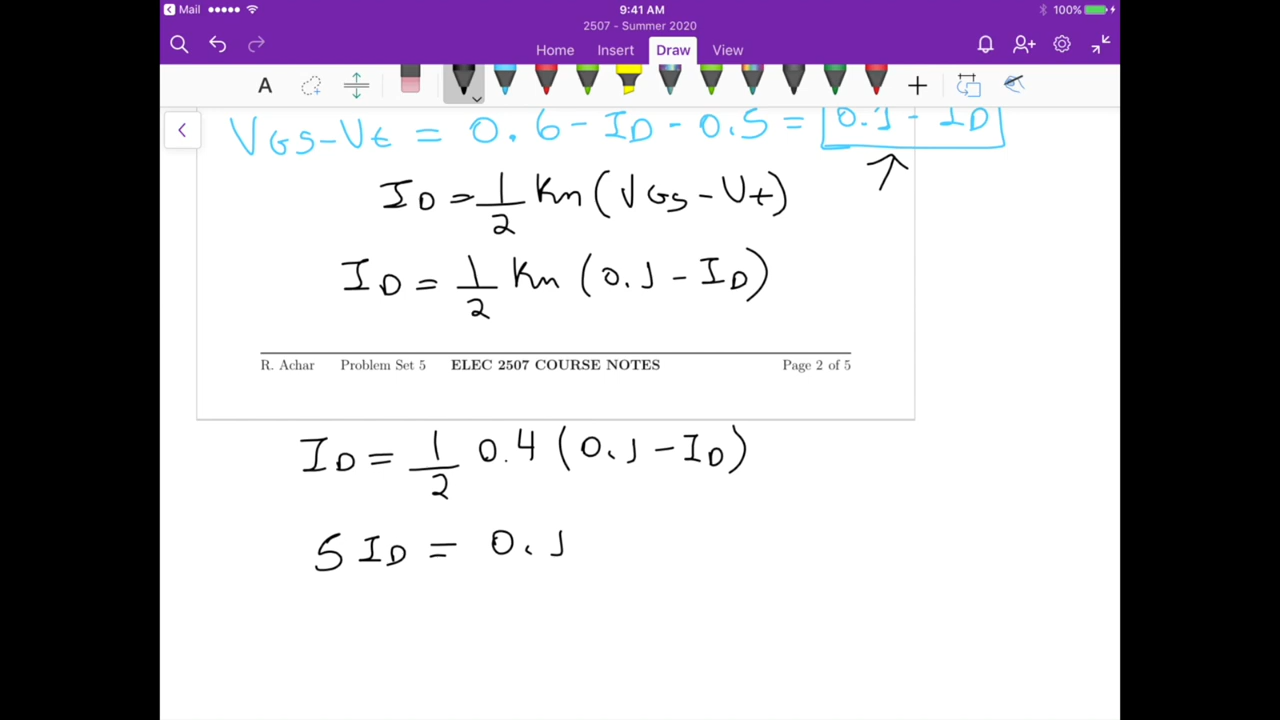 Mail 9:41 AM 100%
2507 - Summer 2020
Home Insert Draw View
A
VGS-Vt = 0.6-ID-0.5 = 0.1- ID
ID = 1/2 Kn(VGS-Vt)
ID = 1/2 Kn (0.1-ID)
R. Achar Problem Set 5 ELEC 2507 COURSE NOTES Page 2 of 5
ID = 1/2 0.4 (0.1-ID)
5 ID = 0.1